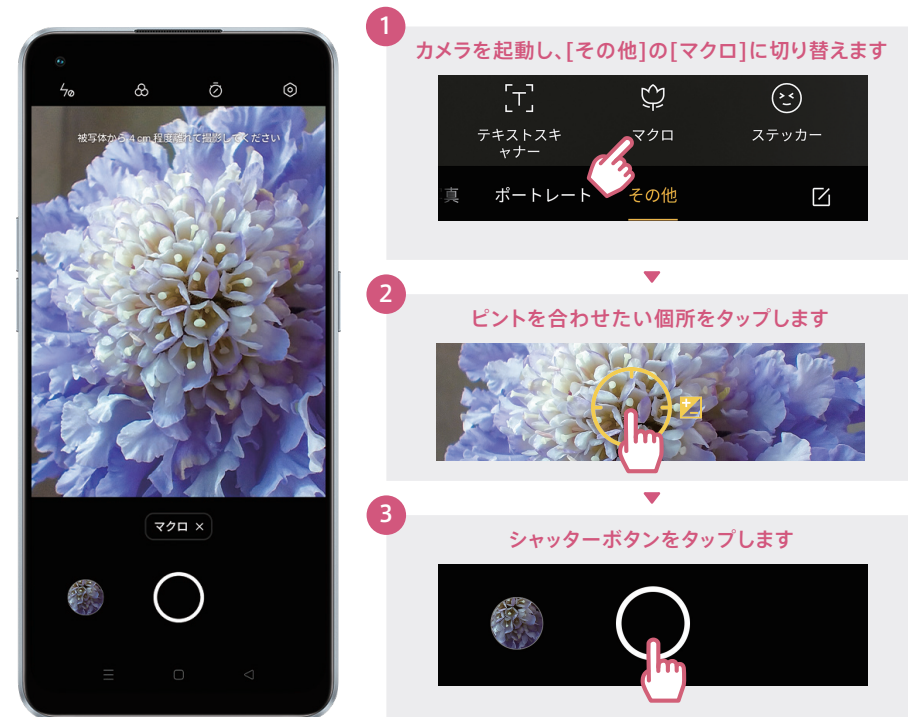 被写体から 4 cm 程度離れて撮影してください
マクロ ×
1
カメラを起動し、[その他]の[マクロ]に切り替えます
テキストスキ
ャナー
マクロ
ステッカー
真
ポートレート
その他
2
ピントを合わせたい個所をタップします
3
シャッターボタンをタップします